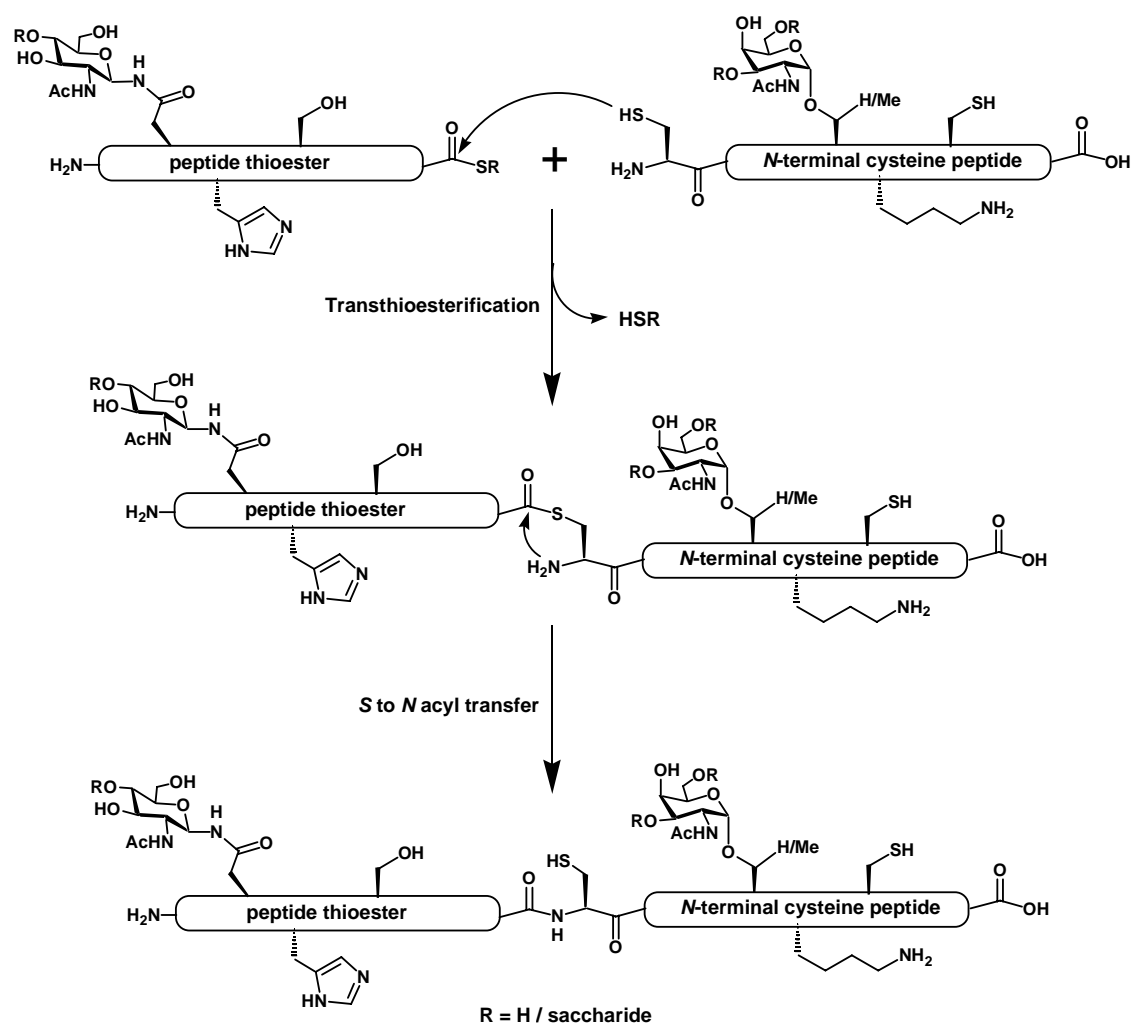 RO OH OH OR
HO O H RO O
AcHN N O AcHN O H/Me
OH HS SH
H₂N peptide thioester O SR + H₂N O N-terminal cysteine peptide O OH
HN N NH₂
Transthioesterification
HSR
RO OH OH OR
HO O H RO O
AcHN N O AcHN O H/Me
OH SH
H₂N peptide thioester O S H₂N O N-terminal cysteine peptide O OH
HN N NH₂
S to N acyl transfer
RO OH OH OR
HO O H RO O
AcHN N O AcHN O H/Me
OH HS SH
H₂N peptide thioester O N H O N-terminal cysteine peptide O OH
HN N NH₂
R = H / saccharide